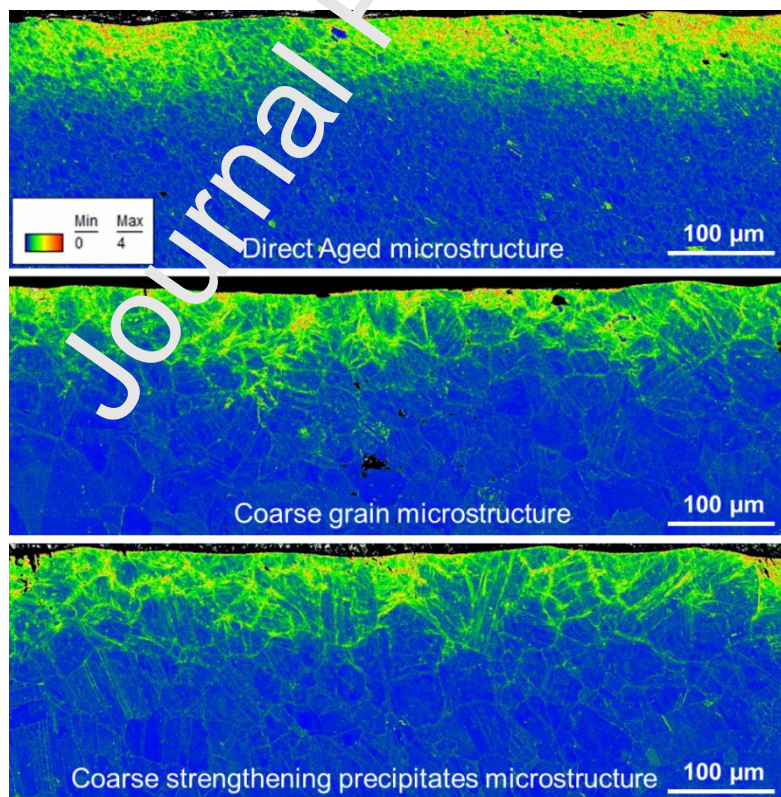 Journal P
Min Max
0 4
Direct Aged microstructure
100 µm
Coarse grain microstructure
100 µm
Coarse strengthening precipitates microstructure
100 µm